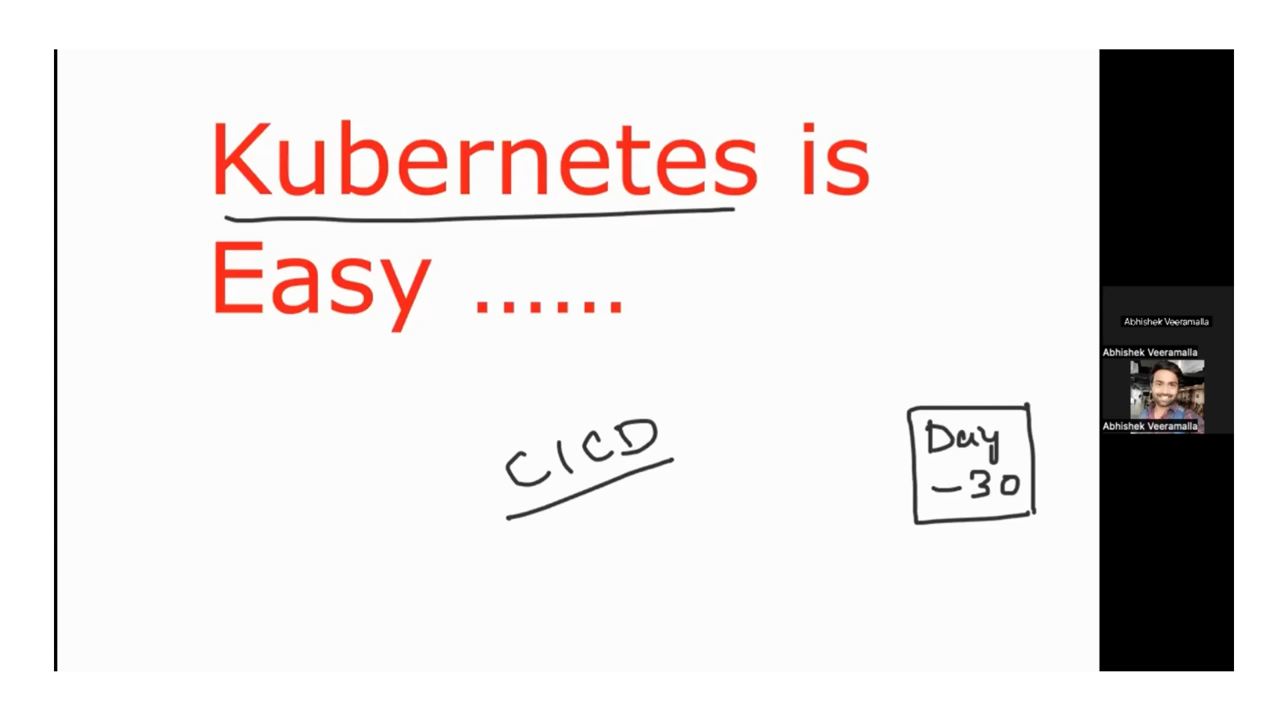 Kubernetes is
Easy ......
CICD
Day
-30
Abhishek Veeramalla
Abhishek Veeramalla
Abhishek Veeramalla